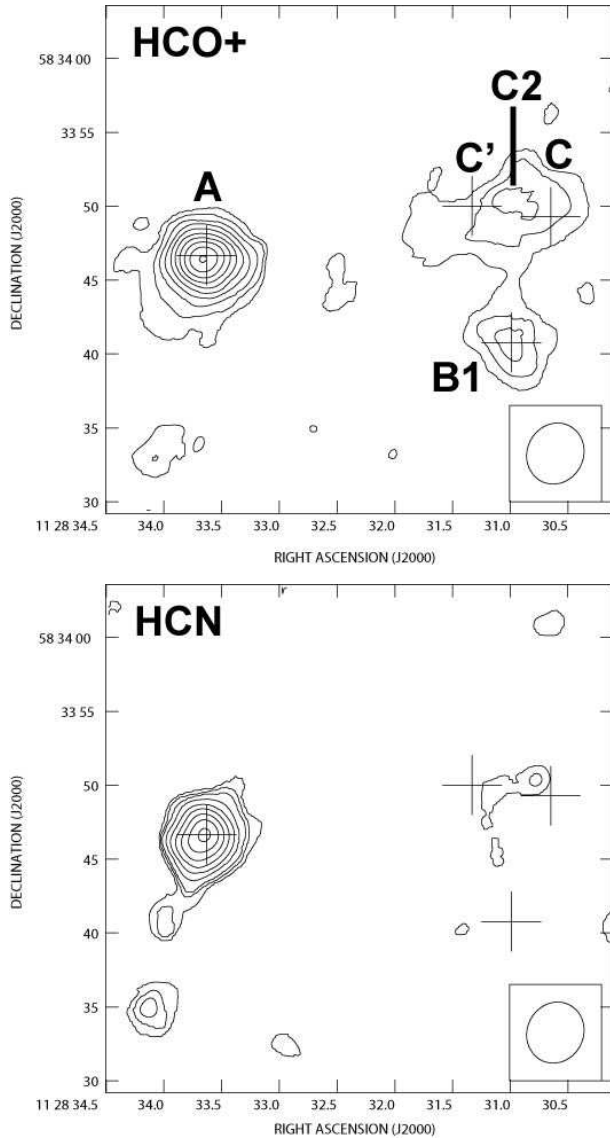 HCO+
C2
C'
C
A
B1
58 34 00
33 55
50
45
40
35
30
DECLINATION (J2000)
11 28 34.5
34.0
33.5
33.0
32.5
32.0
31.5
31.0
30.5
RIGHT ASCENSION (J2000)
HCN
58 34 00
33 55
50
45
40
35
30
DECLINATION (J2000)
11 28 34.5
34.0
33.5
33.0
32.5
32.0
31.5
31.0
30.5
RIGHT ASCENSION (J2000)